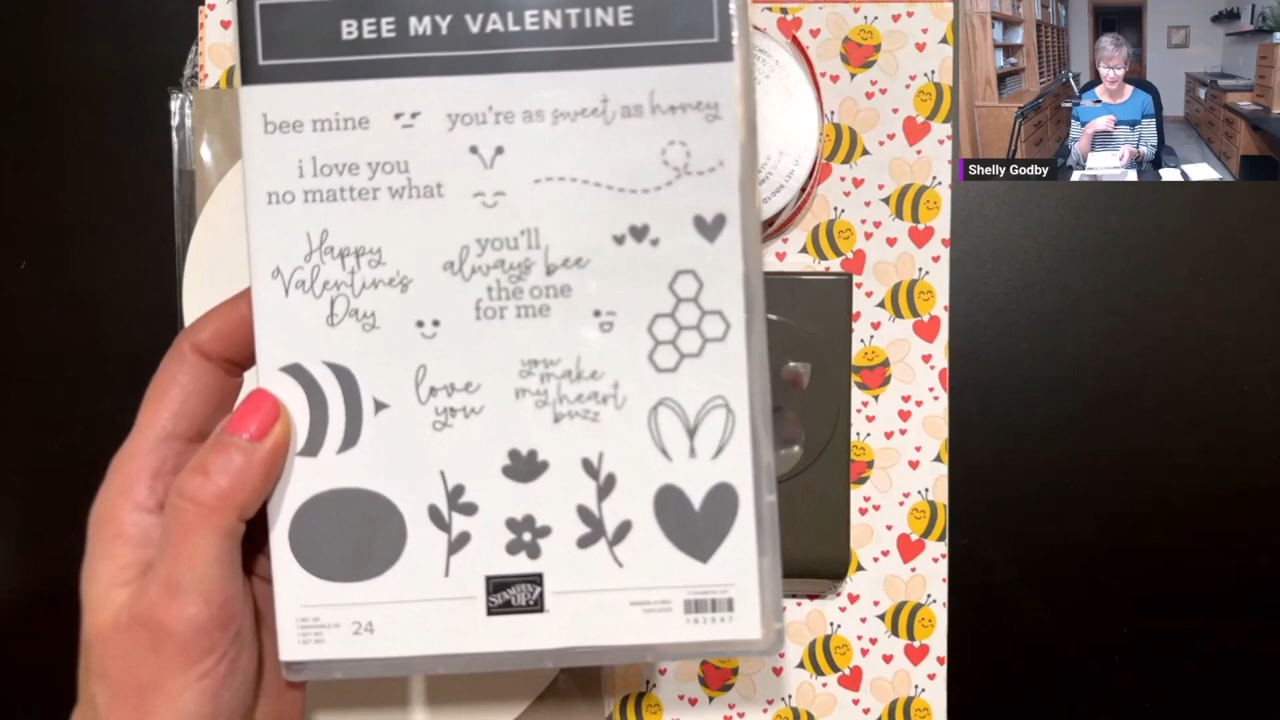 BEE MY VALENTINE
bee mine
you're as sweet as honey
i love you
no matter what
Happy
Valentine's
Day
you'll
always bee
the one
for me
love
you
you
make
my heart
buzz
STAMPIN'
UP!
24
162547
Shelly Godby